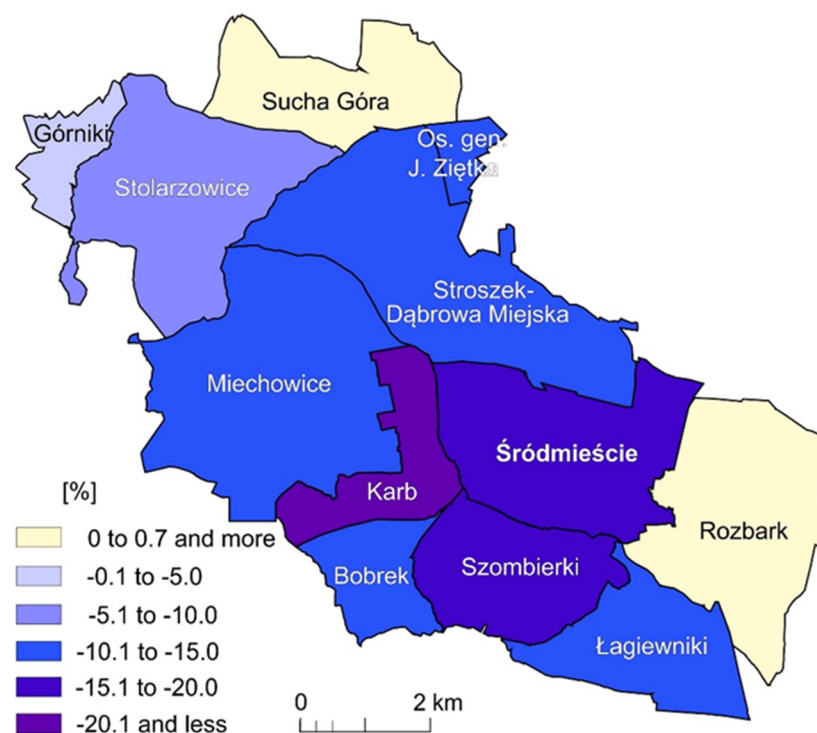 Sucha Góra
Górniki
Os. gen.
J. Ziętka
Stolarzowice
Stroszek-
Dąbrowa Miejska
Miechowice
Śródmieście
Karb
Rozbark
Bobrek
Szombierki
Łagiewniki
[%]
0 to 0.7 and more
-0.1 to -5.0
-5.1 to -10.0
-10.1 to -15.0
-15.1 to -20.0
-20.1 and less
0 2 km